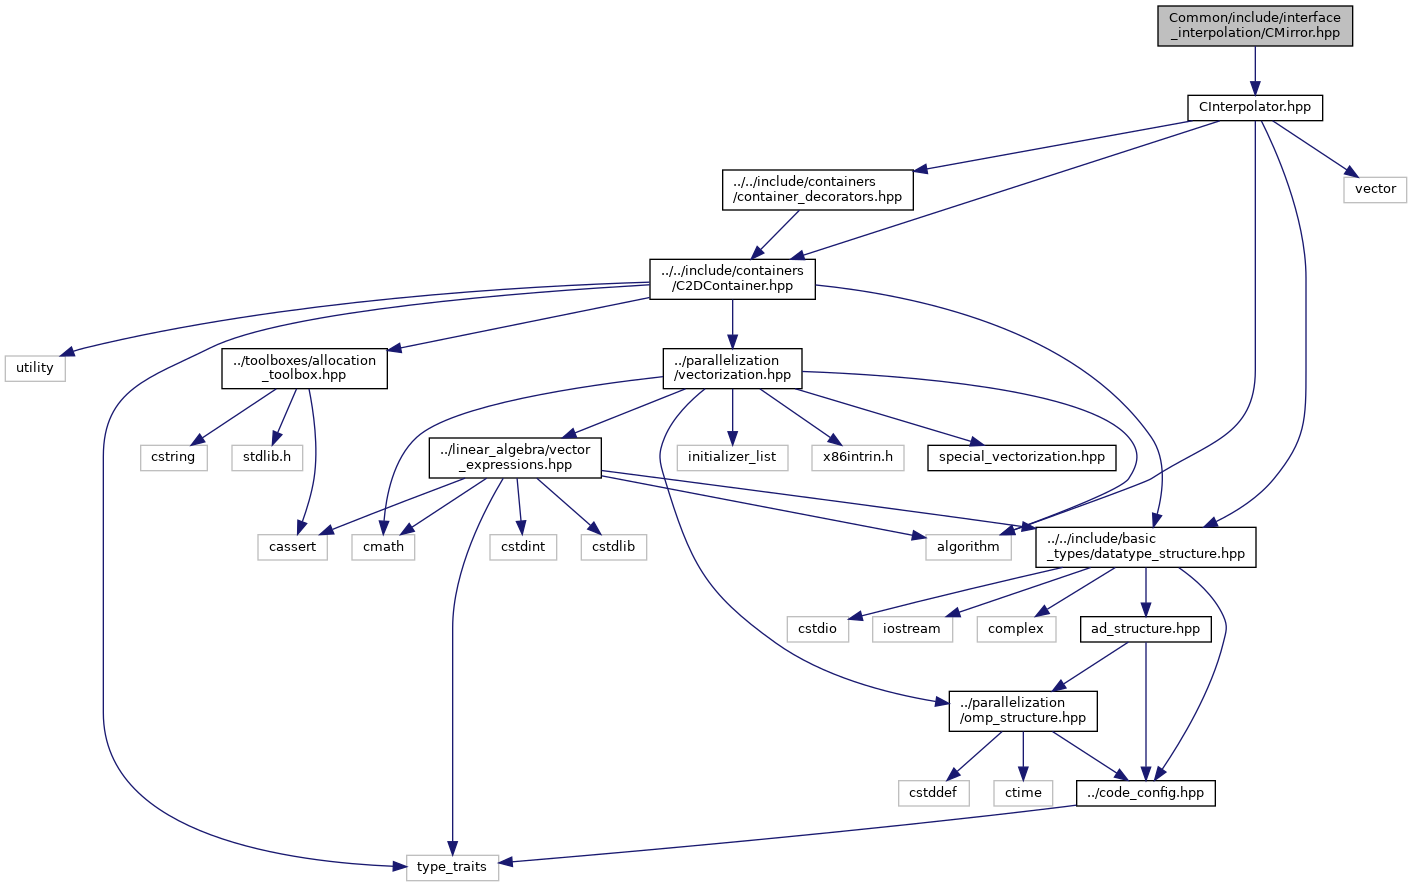 Common/include/interface
_interpolation/CMirror.hpp
CInterpolator.hpp
../../include/containers
/container_decorators.hpp
vector
../../include/containers
/C2DContainer.hpp
utility
../toolboxes/allocation
_toolbox.hpp
../parallelization
/vectorization.hpp
cstring
stdlib.h
../linear_algebra/vector
_expressions.hpp
initializer_list
x86intrin.h
special_vectorization.hpp
cassert
cmath
cstdint
cstdlib
algorithm
../../include/basic
_types/datatype_structure.hpp
cstdio
iostream
complex
ad_structure.hpp
../parallelization
/omp_structure.hpp
cstddef
ctime
../code_config.hpp
type_traits